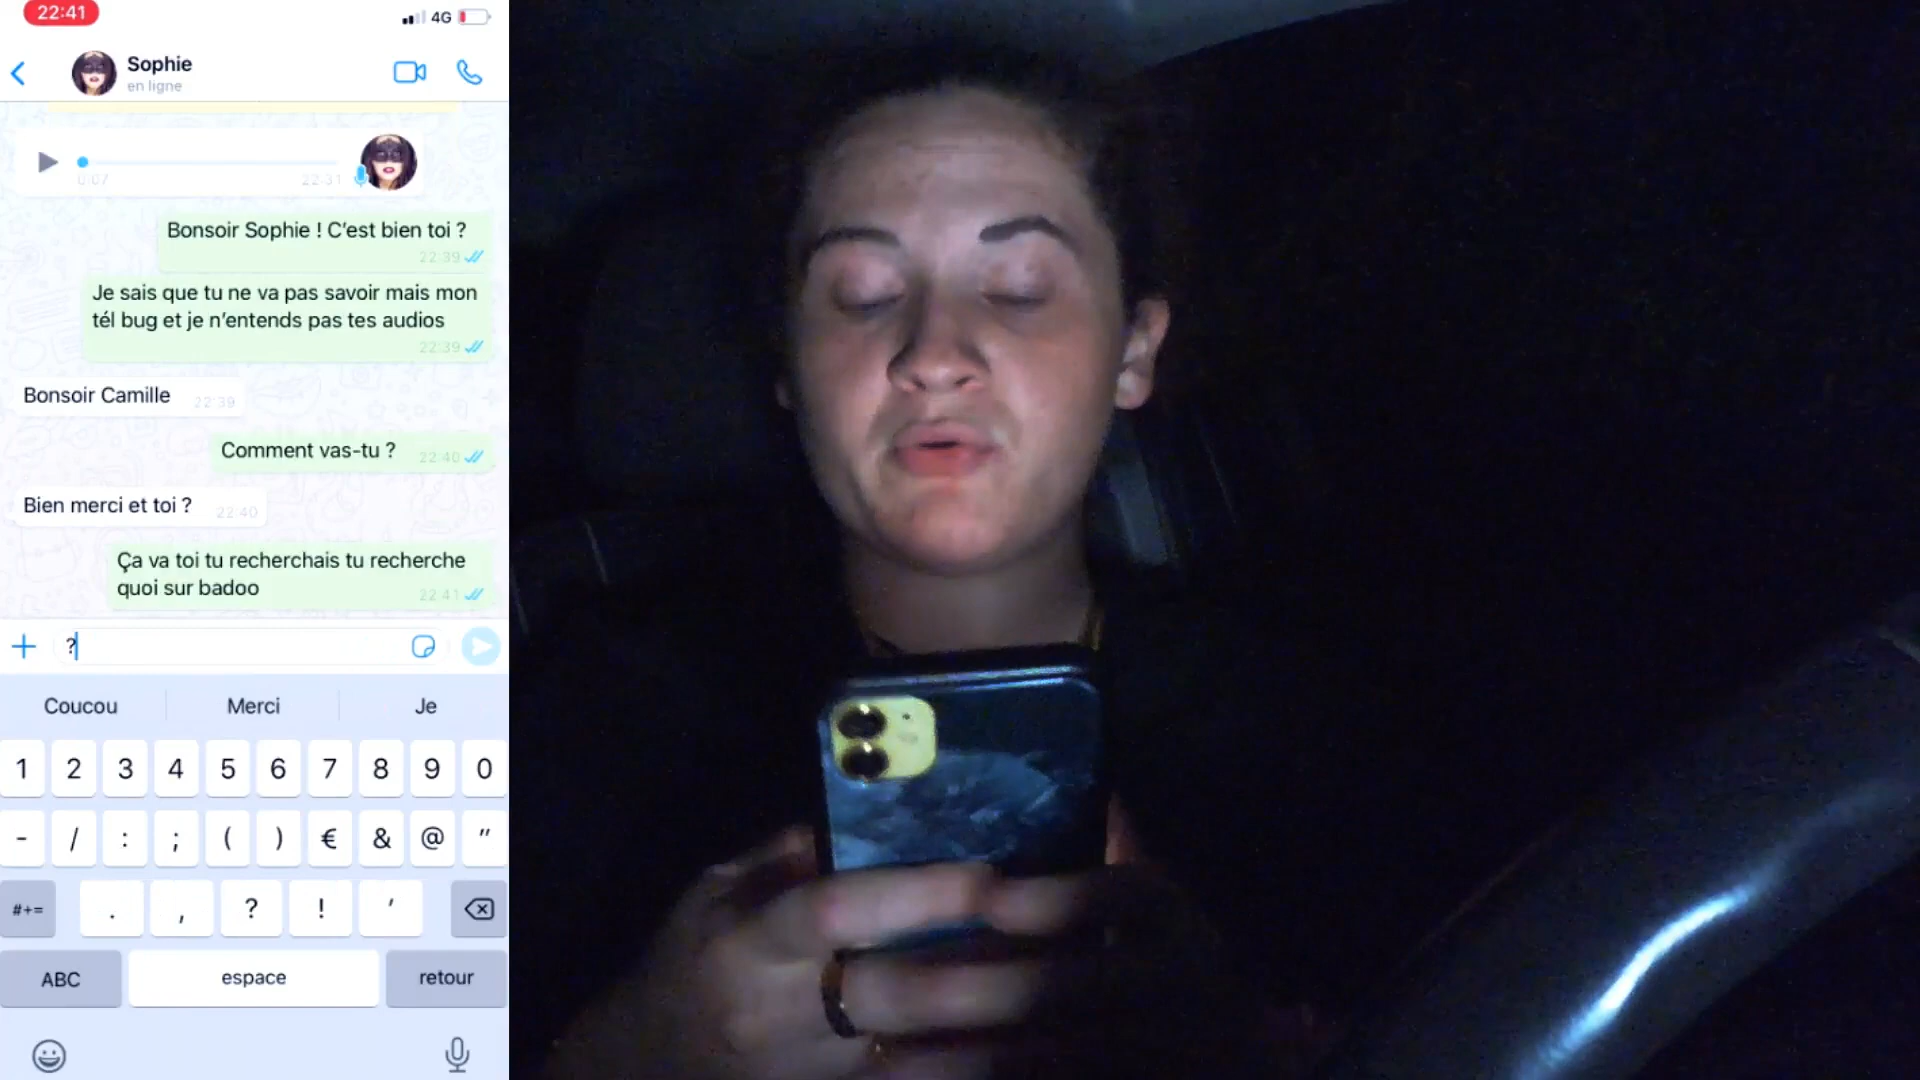 22:41
4G
Sophie
en ligne
0:07
22:31
Bonsoir Sophie ! C'est bien toi ?
22:39
Je sais que tu ne va pas savoir mais mon
tél bug et je n'entends pas tes audios
22:39
Bonsoir Camille
22:39
Comment vas-tu ?
22:40
Bien merci et toi ?
22:40
Ça va toi tu recherchais tu recherche
quoi sur badoo
22:41
?
Coucou Merci Je
1 2 3 4 5 6 7 8 9 0
- / : ; ( ) € & @ "
#+= . , ? ! '
ABC espace retour